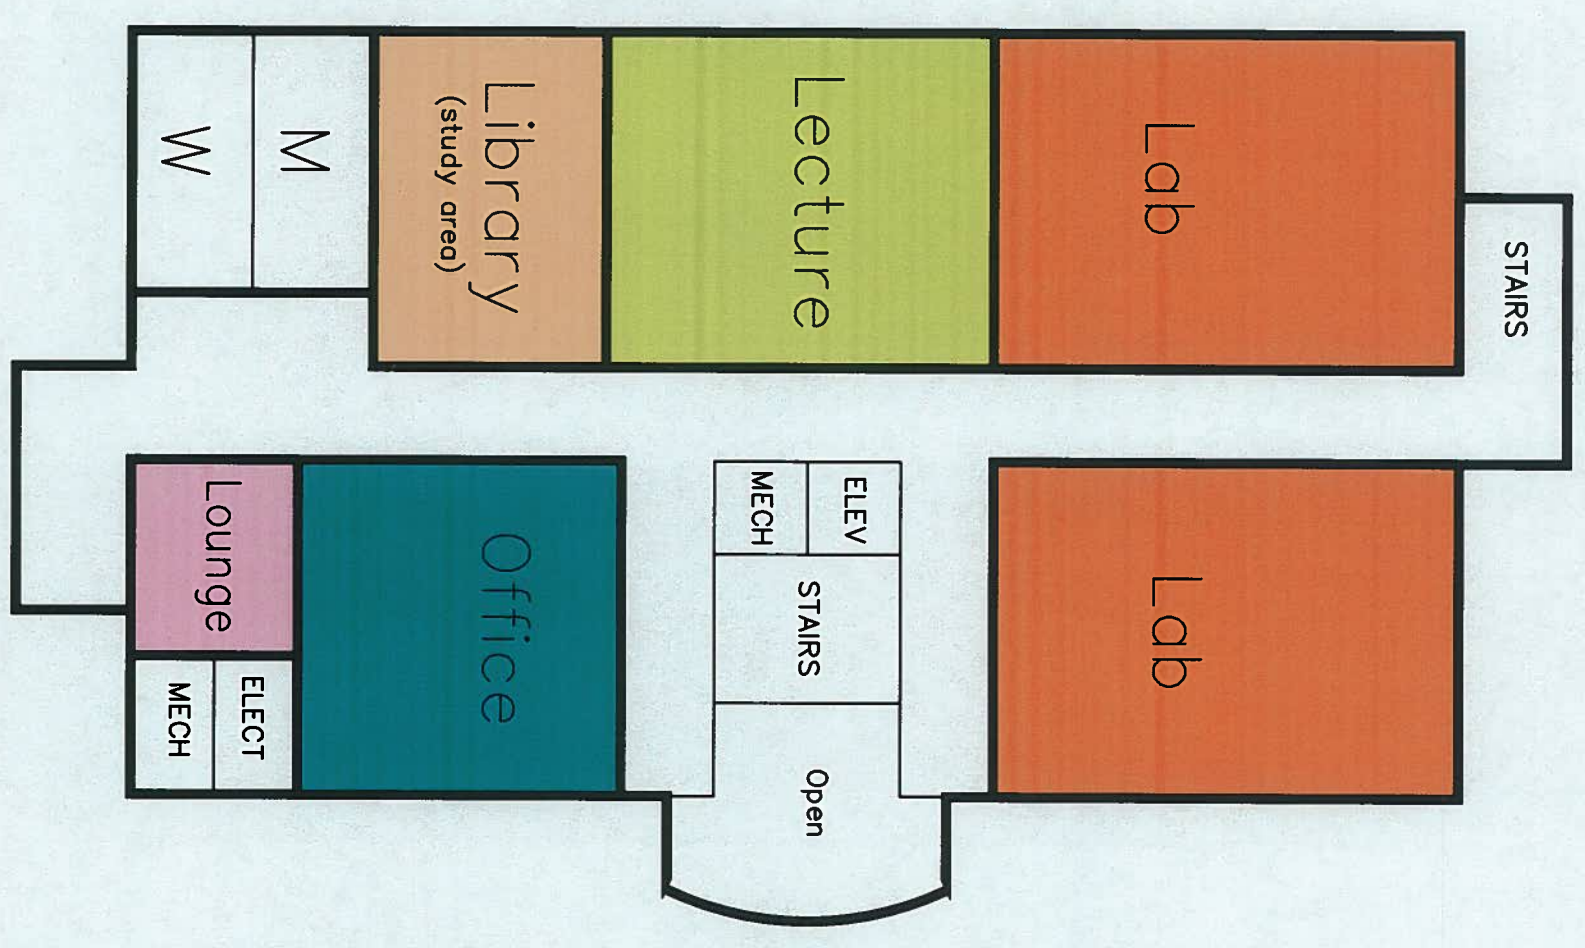 W
M
Library
(study area)
Lecture
Lab
STAIRS
Lounge
MECH
ELECT
Office
MECH
ELEV
STAIRS
Open
Lab